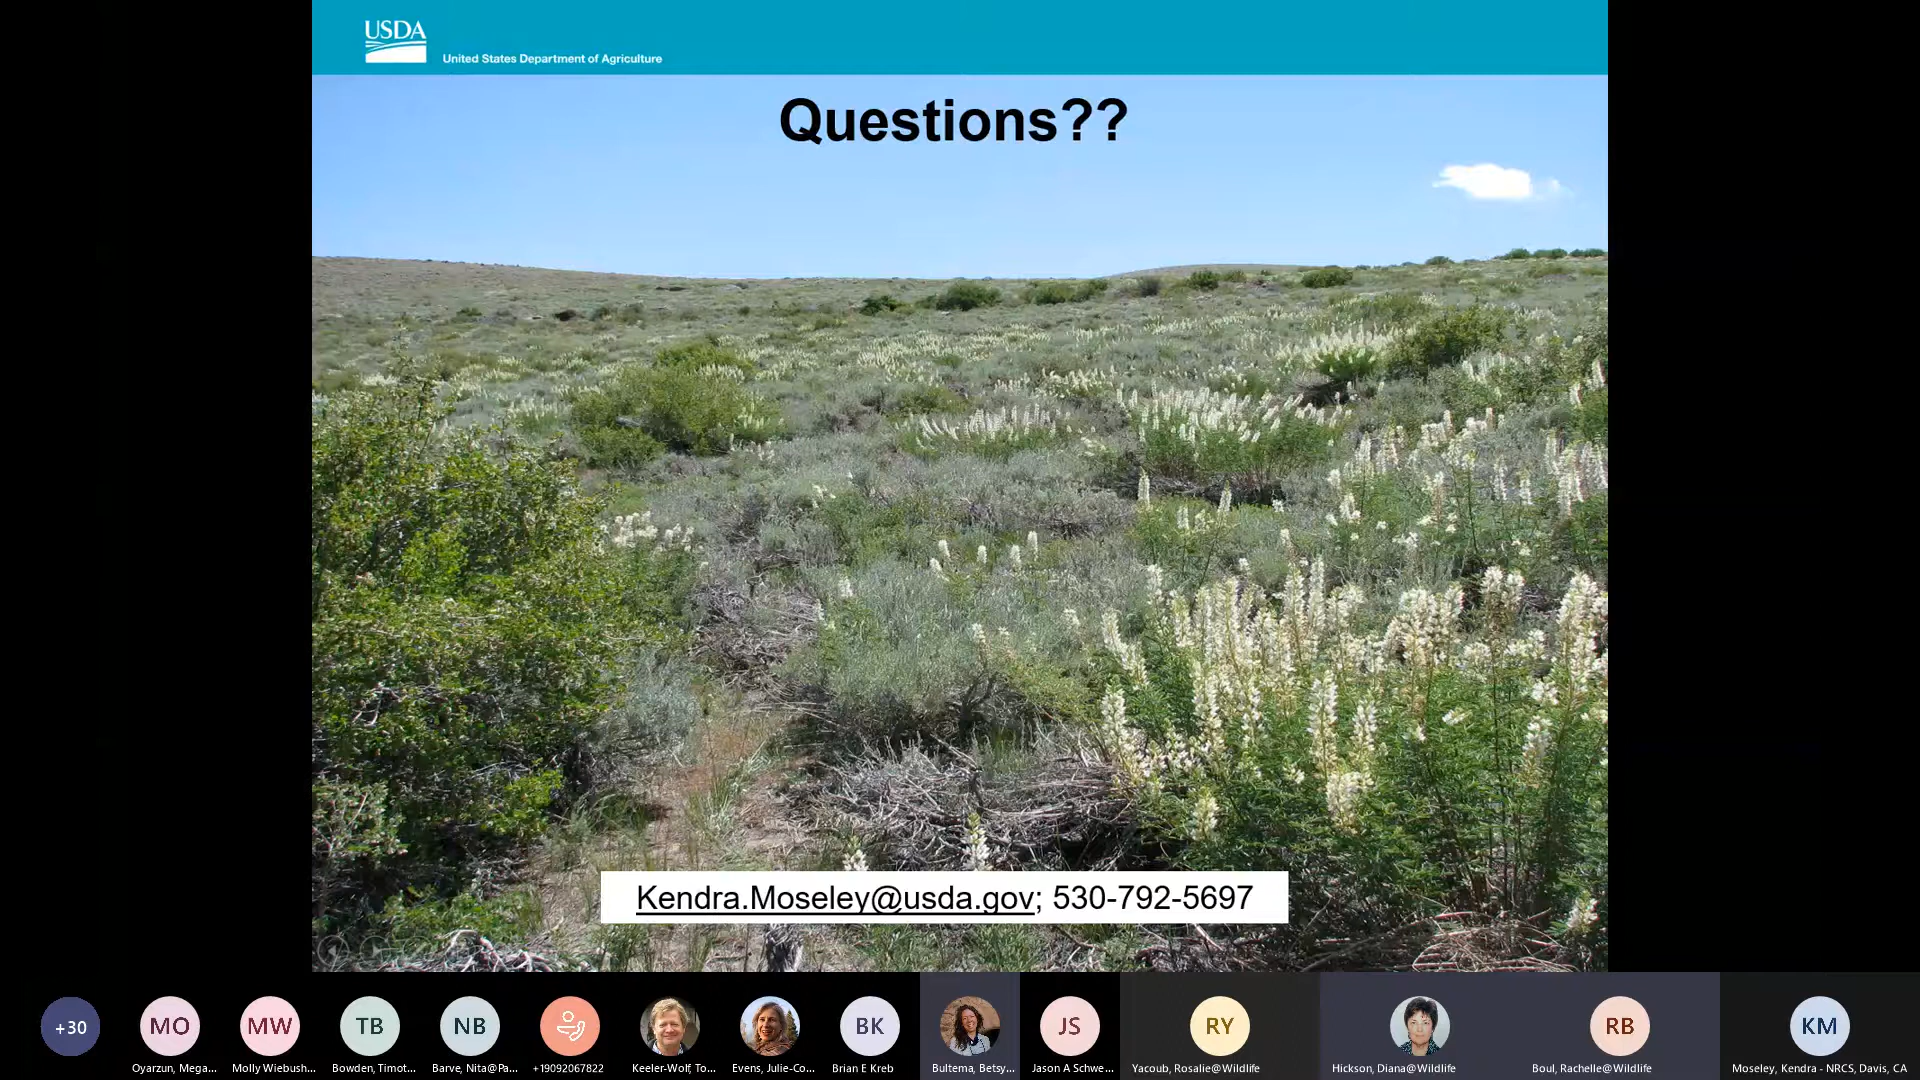 USDA
United States Department of Agriculture
Questions??
Kendra.Moseley@usda.gov; 530-792-5697
+30
MO
MW
TB
NB
BK
JS
RY
RB
KM
Oyarzun, Mega...
Molly Wiebush...
Bowden, Timot...
Barve, Nita@Pa...
+19092067822
Keeler-Wolf, To...
Evens, Julie-Co...
Brian E Kreb
Bultema, Betsy...
Jason A Schwe...
Yacoub, Rosalie@Wildlife
Hickson, Diana@Wildlife
Boul, Rachelle@Wildlife
Moseley, Kendra - NRCS, Davis, CA